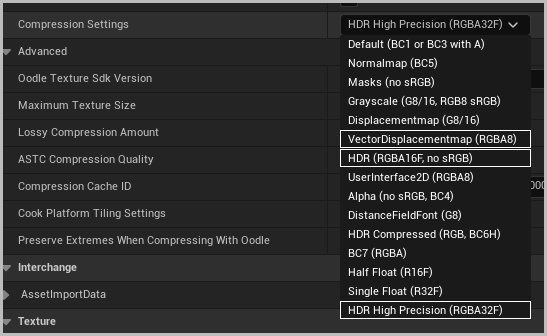 Compression Settings
HDR High Precision (RGBA32F)
Default (BC1 or BC3 with A)
Advanced
Normalmap (BC5)
Oodle Texture Sdk Version
Masks (no sRGB)
Maximum Texture Size
Grayscale (G8/16, RGB8 sRGB)
Displacementmap (G8/16)
Lossy Compression Amount
VectorDisplacementmap (RGBA8)
ASTC Compression Quality
HDR (RGBA16F, no sRGB)
UserInterface2D (RGBA8)
Compression Cache ID
Alpha (no sRGB, BC4)
Cook Platform Tiling Settings
DistanceFieldFont (G8)
HDR Compressed (RGB, BC6H)
Preserve Extremes When Compressing With Oodle
BC7 (RGBA)
Interchange
Half Float (R16F)
AssetImportData
Single Float (R32F)
HDR High Precision (RGBA32F)
Texture